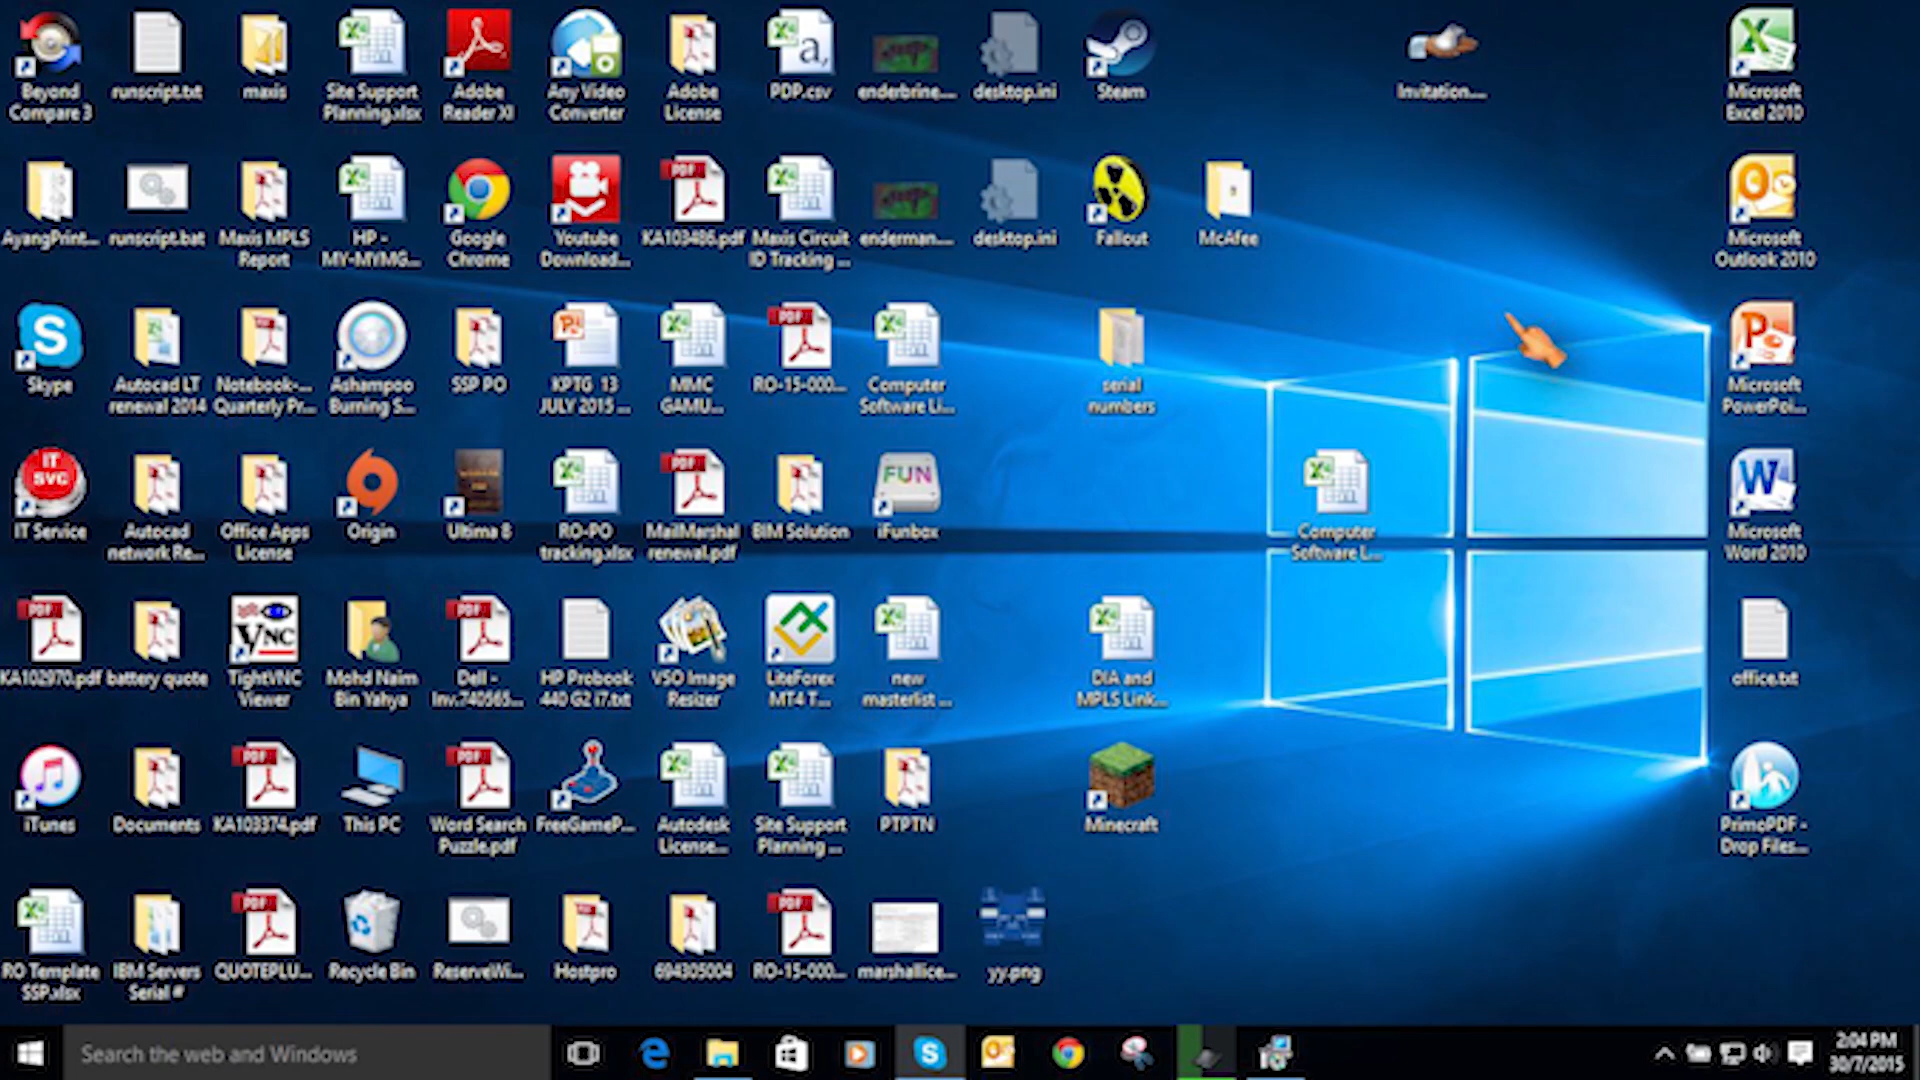 Beyond
Compare 3
runscript.txt
maxis
Site Support
Planning.xlsx
Adobe
Reader XI
Any Video
Converter
Adobe
License
PDP.csv
enderbrine....
desktop.ini
Steam
Invitation....
Microsoft
Excel 2010
AyangPrint...
runscript.bat
Maxis MPLS
Report
HP -
MY-MYMG...
Google
Chrome
Youtube
Download...
KA103486.pdf
Maxis Circuit
ID Tracking ...
enderman....
desktop.ini
Fallout
McAfee
Microsoft
Outlook 2010
Skype
Autocad LT
renewal 2014
Notebook-...
Quarterly Pr...
Ashampoo
Burning S...
SSP PO
KPTG 13
JULY 2015 ...
MMC
GAMU...
RO-15-000...
Computer
Software Li...
serial
numbers
Microsoft
PowerPoi...
IT
SVC
IT Service
Autocad
network Re...
Office Apps
License
Origin
Ultima 8
RO-PO
tracking.xlsx
MailMarshal
renewal.pdf
BIM Solution
FUN
iFunbox
Computer
Software L...
Microsoft
Word 2010
KA102970.pdf
battery quote
VNC
TightVNC
Viewer
Mohd Naim
Bin Yahya
Dell -
Inv.740565...
HP Probook
440 G2 i7.txt
VSO Image
Resizer
LiteForex
MT4 T...
new
masterlist ...
DIA and
MPLS Link...
office.txt
iTunes
Documents
KA103374.pdf
This PC
Word Search
Puzzle.pdf
FreeGameP...
Autodesk
License...
Site Support
Planning ...
PTPTN
Minecraft
PrimoPDF -
Drop Files...
RO Template
SSP.xlsx
IBM Servers
Serial #
QUOTEPLU...
Recycle Bin
ReserveWi...
Hostpro
694305004
RO-15-000...
marshallice...
yy.png
Search the web and Windows
2:04 PM
30/7/2015